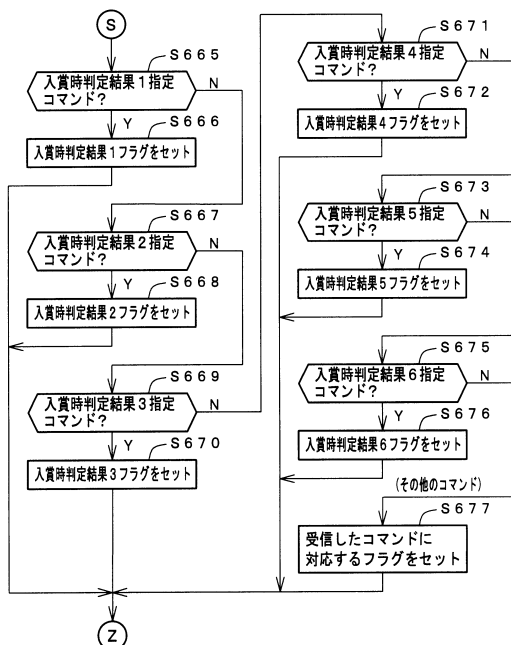 S
S665
入賞時判定結果1指定
コマンド?
N
Y
S666
入賞時判定結果1フラグをセット
S667
入賞時判定結果2指定
コマンド?
N
Y
S668
入賞時判定結果2フラグをセット
S669
入賞時判定結果3指定
コマンド?
N
Y
S670
入賞時判定結果3フラグをセット
S671
入賞時判定結果4指定
コマンド?
N
Y
S672
入賞時判定結果4フラグをセット
S673
入賞時判定結果5指定
コマンド?
N
Y
S674
入賞時判定結果5フラグをセット
S675
入賞時判定結果6指定
コマンド?
N
Y
S676
入賞時判定結果6フラグをセット
(その他のコマンド)
S677
受信したコマンドに
対応するフラグをセット
Z